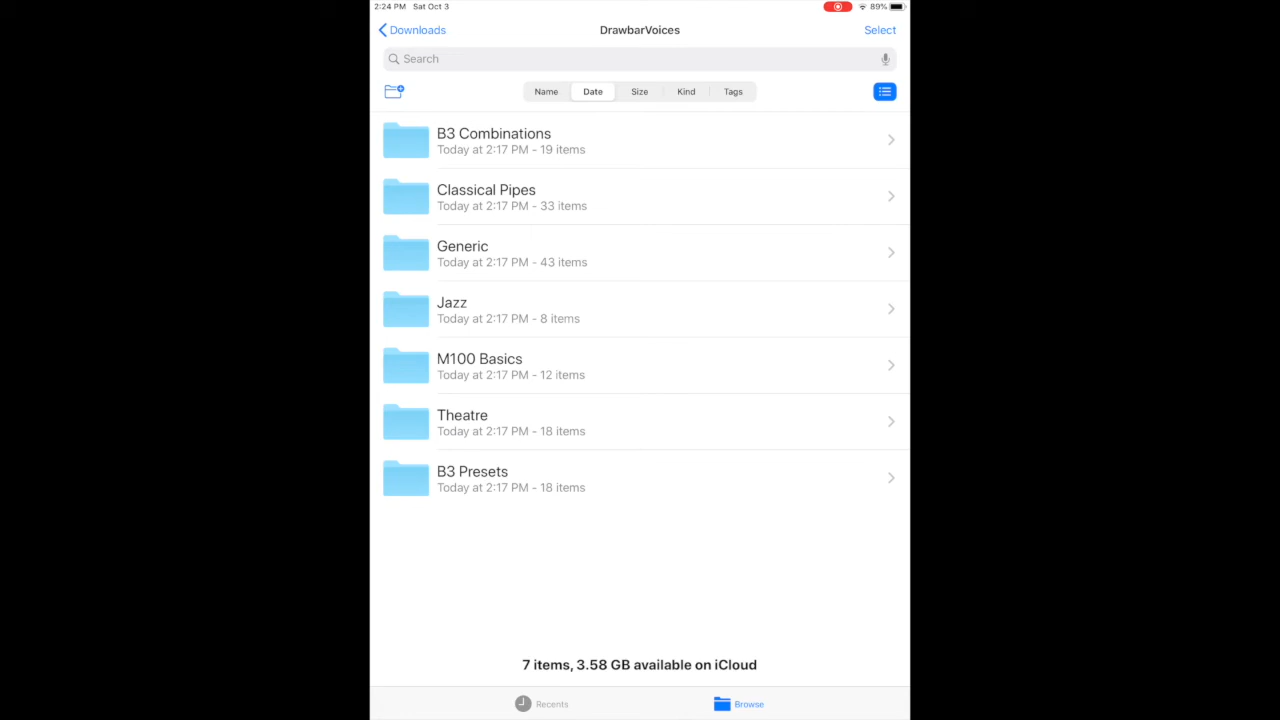 2:24 PM Sat Oct 3
89%
Downloads
DrawbarVoices
Select
Search
Name
Date
Size
Kind
Tags
B3 Combinations
Today at 2:17 PM - 19 items
Classical Pipes
Today at 2:17 PM - 33 items
Generic
Today at 2:17 PM - 43 items
Jazz
Today at 2:17 PM - 8 items
M100 Basics
Today at 2:17 PM - 12 items
Theatre
Today at 2:17 PM - 18 items
B3 Presets
Today at 2:17 PM - 18 items
7 items, 3.58 GB available on iCloud
Recents
Browse